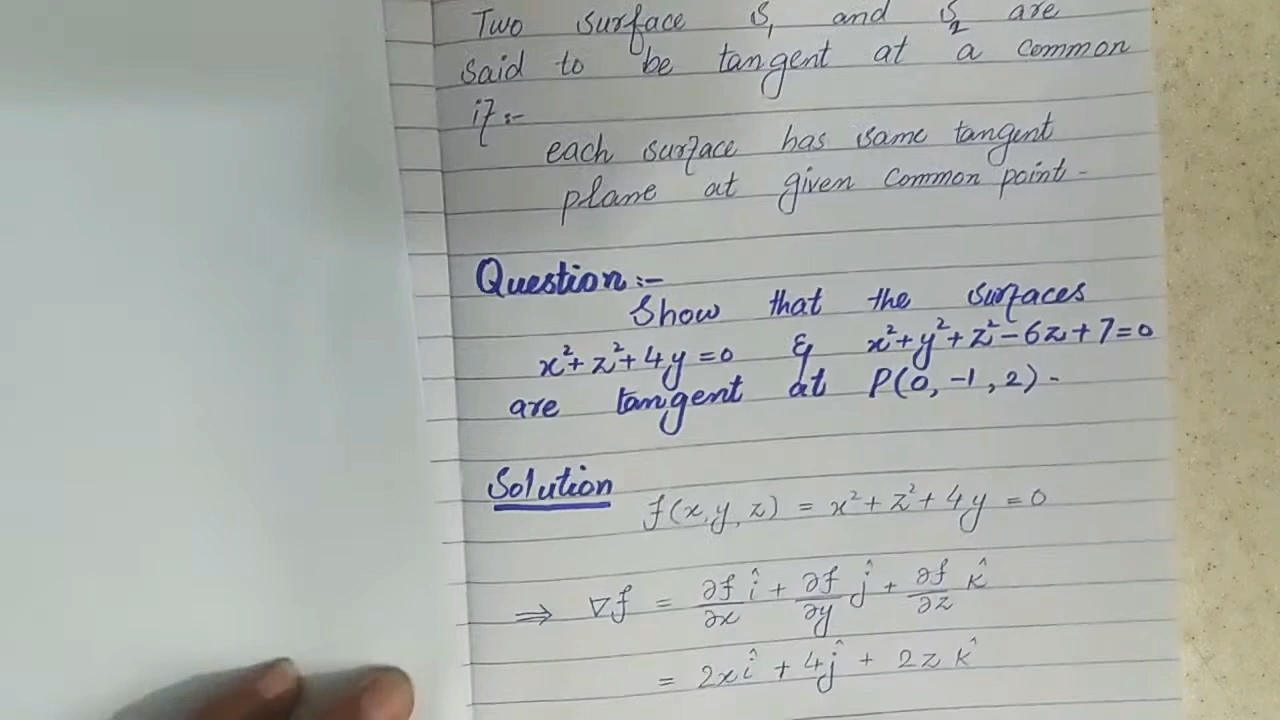 Two surface S₁ and S₂ are
said to be tangent at a common
if:-
each surface has same tangent
plane at given common point-
Question:-
Show that the surfaces
x²+z²+4y=0 & x²+y²+z²-6z+7=0
are tangent at P(0,-1,2)-
Solution
f(x,y,z) = x²+z²+4y=0
⇒ ∇f = ∂f/∂x î + ∂f/∂y ĵ + ∂f/∂z k̂
= 2xî + 4ĵ + 2z k̂